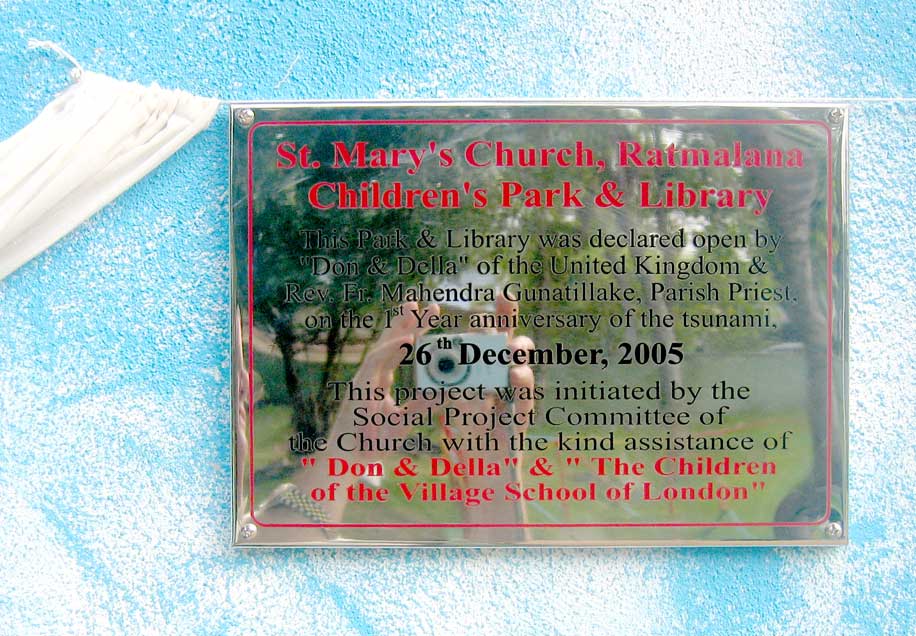 St. Mary's Church, Ratmalana
Children's Park & Library
This Park & Library was declared open by
"Don & Della" of the United Kingdom &
Rev. Fr. Mahendra Gunatillake, Parish Priest,
on the 1st Year anniversary of the tsunami,
26th December, 2005
This project was initiated by the
Social Project Committee of
the Church with the kind assistance of
" Don & Della" & " The Children
of the Village School of London"